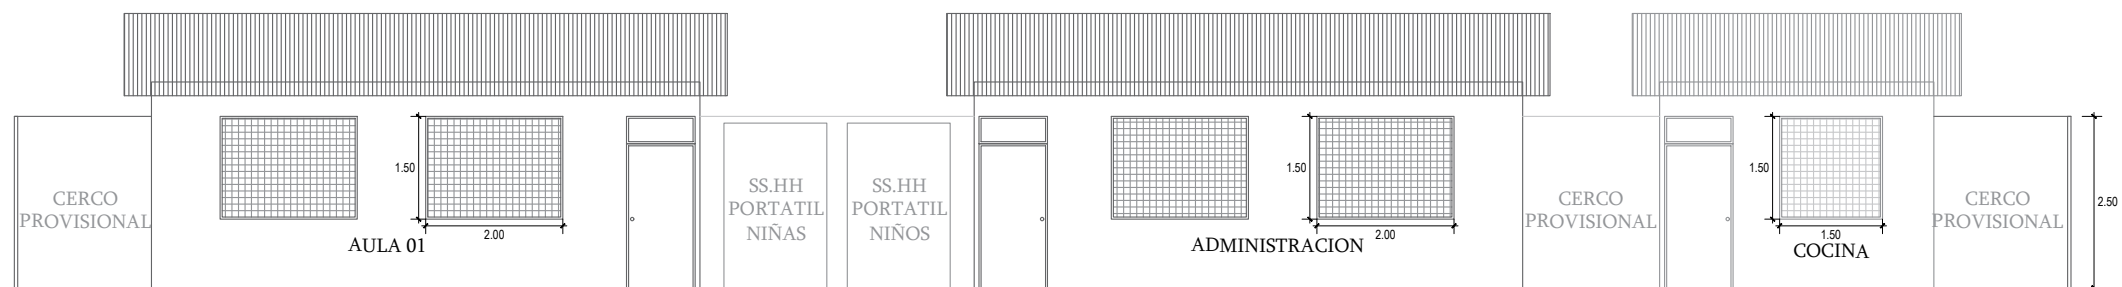 CERCO
PROVISIONAL
1.50
2.00
AULA 01
SS.HH
PORTATIL
NIÑAS
SS.HH
PORTATIL
NIÑOS
1.50
2.00
ADMINISTRACION
CERCO
PROVISIONAL
1.50
1.50
COCINA
CERCO
PROVISIONAL
2.50